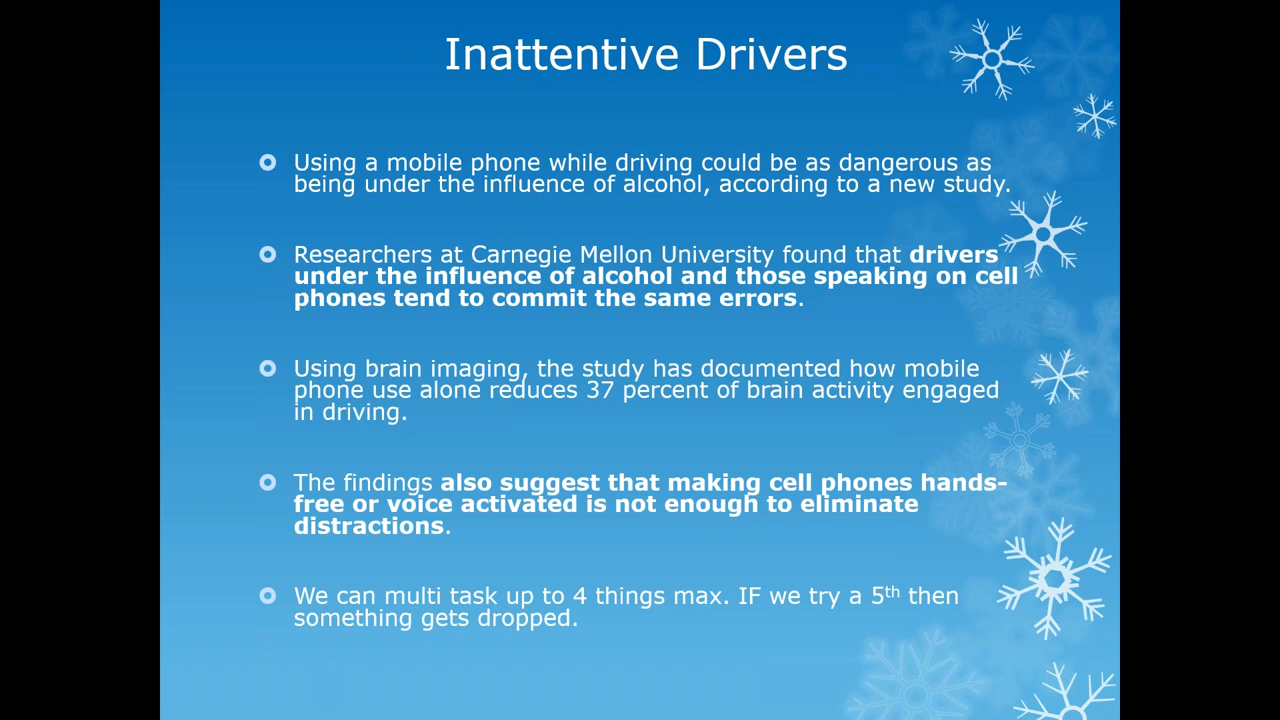 Inattentive Drivers
Using a mobile phone while driving could be as dangerous as
being under the influence of alcohol, according to a new study.
Researchers at Carnegie Mellon University found that drivers
under the influence of alcohol and those speaking on cell
phones tend to commit the same errors.
Using brain imaging, the study has documented how mobile
phone use alone reduces 37 percent of brain activity engaged
in driving.
The findings also suggest that making cell phones hands-
free or voice activated is not enough to eliminate
distractions.
We can multi task up to 4 things max. IF we try a 5th then
something gets dropped.